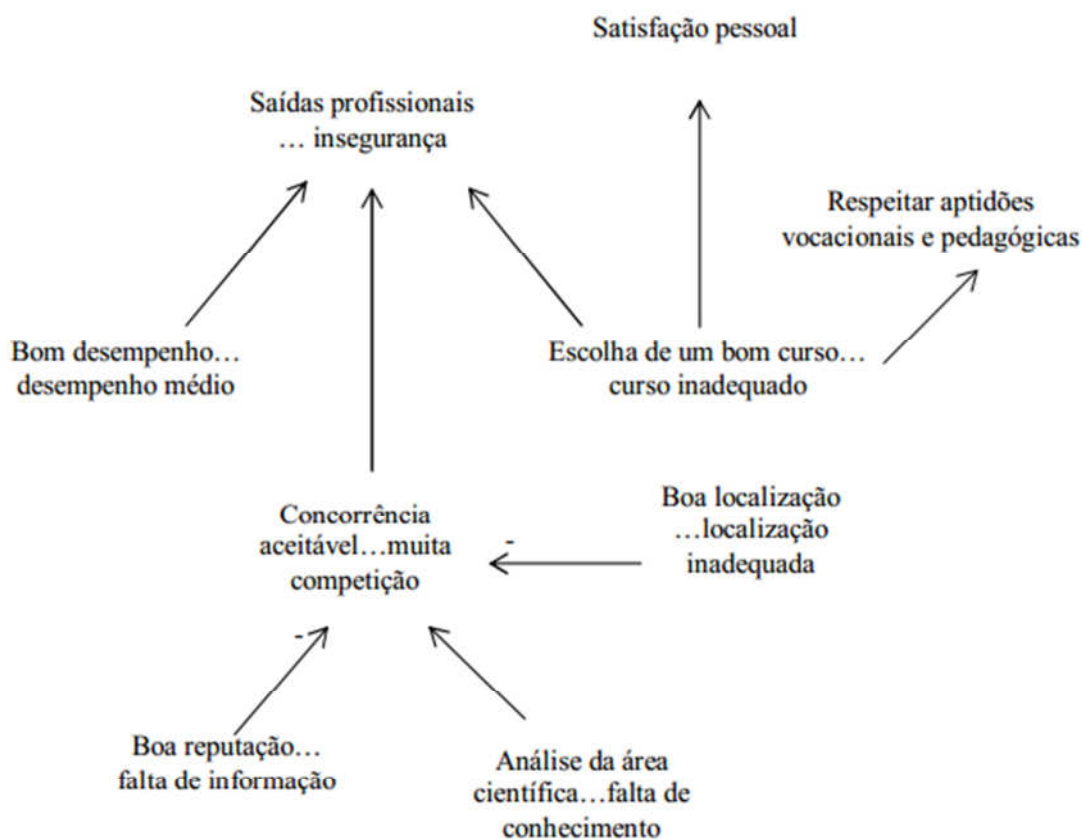 Satisfação pessoal
Saídas profissionais
… insegurança
Respeitar aptidões
vocacionais e pedagógicas
Bom desempenho…
desempenho médio
Escolha de um bom curso…
curso inadequado
Concorrência
aceitável…muita
competição
-
Boa localização
…localização
inadequada
-
Boa reputação…
falta de informação
Análise da área
científica…falta de
conhecimento